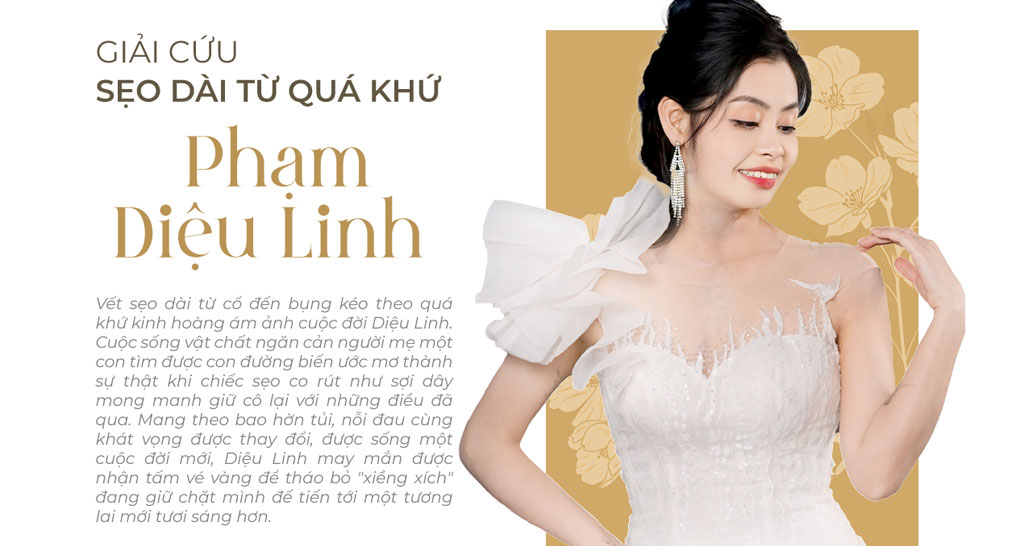 GIẢI CỨU
SẸO DÀI TỪ QUÁ KHỨ
Phạm
Diệu Linh
Vết sẹo dài từ cổ đến bụng kéo theo quá
khứ kinh hoàng ám ảnh cuộc đời Diệu Linh.
Cuộc sống vật chất ngăn cản người mẹ một
con tìm được con đường biến ước mơ thành
sự thật khi chiếc sẹo co rút như sợi dây
mong manh giữ cô lại với những điều đã
qua. Mang theo bao hờn tủi, nỗi đau cùng
khát vọng được thay đổi, được sống một
cuộc đời mới, Diệu Linh may mắn được
nhận tấm vé vàng để tháo bỏ "xiềng xích"
đang giữ chặt mình để tiến tới một tương
lai mới tươi sáng hơn.